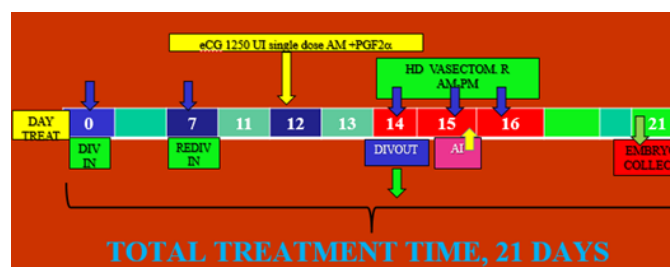 eCG 1250 UI single dose AM +PGF2α
HD VASECTOM. R
AM.PM
DAY
TREAT
0
7
11
12
13
14
15
16
21
DIV
IN
REDIV
IN
DIVOUT
AI
EMBRYO
COLLEC
TOTAL TREATMENT TIME, 21 DAYS